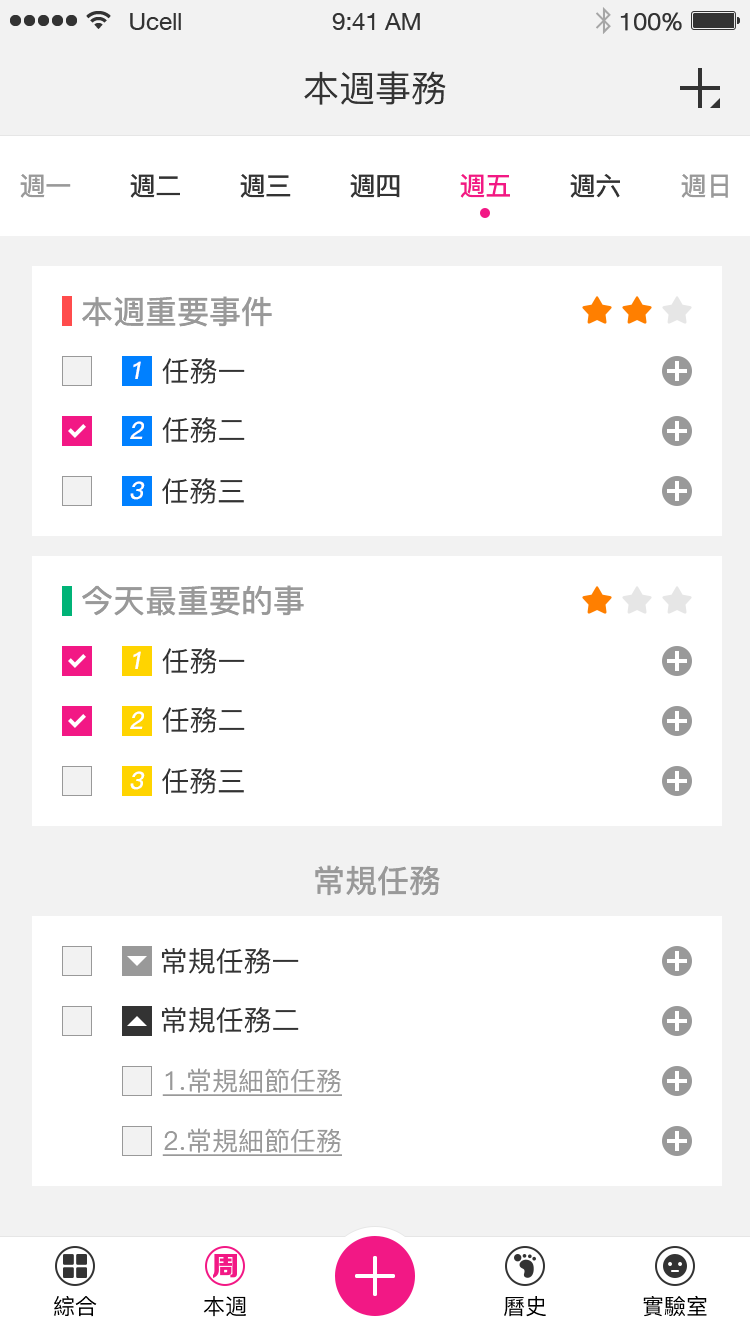 Ucell 9:41 AM 100%
本週事務
週一 週二 週三 週四 週五 週六 週日
本週重要事件
1 任務一
2 任務二
3 任務三
今天最重要的事
1 任務一
2 任務二
3 任務三
常規任務
常規任務一
常規任務二
1.常規細節任務
2.常規細節任務
周
綜合 本週 曆史 實驗室